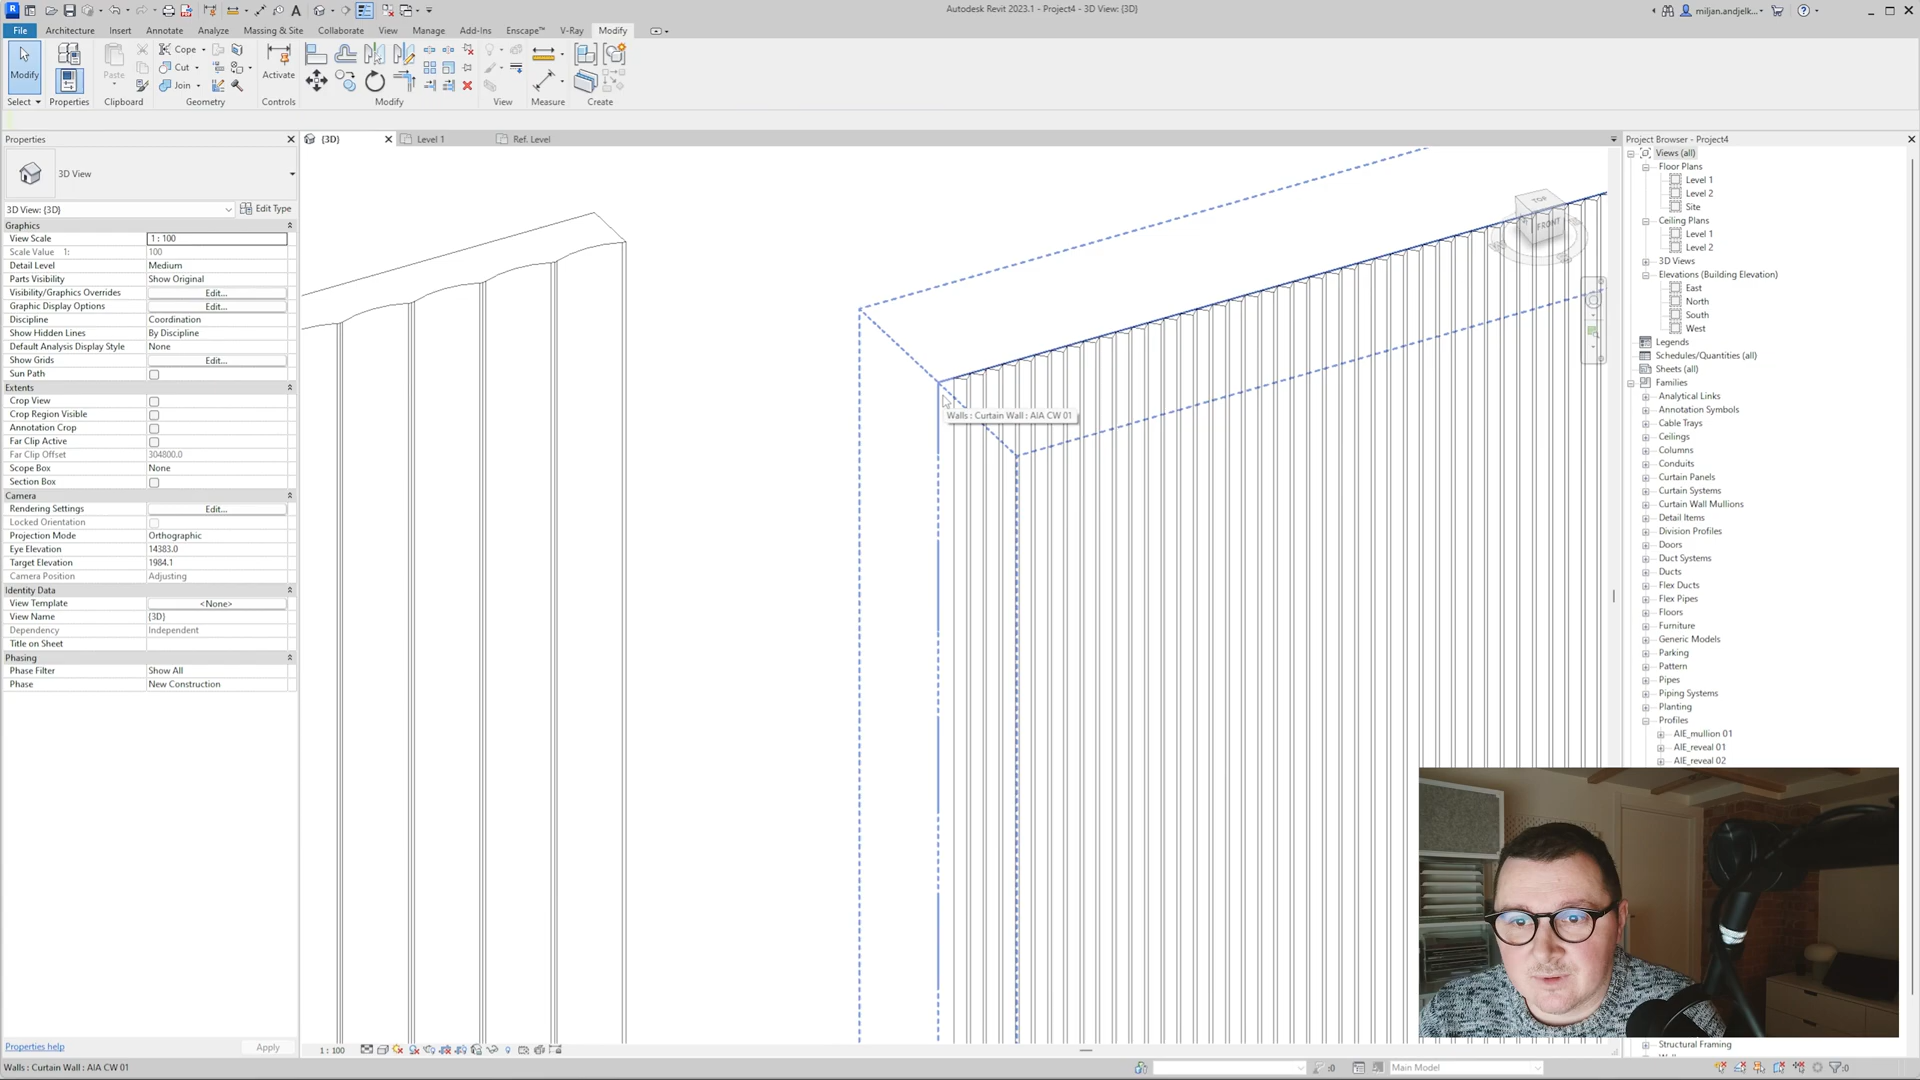 Autodesk Revit 2023.1 - Project4 - 3D View: {3D}
miljan.andjelk...
File Architecture Insert Annotate Analyze Massing & Site Collaborate View Manage Add-Ins Enscape™ V-Ray Modify
Modify
Select
Properties
Paste
Clipboard
Cope
Cut
Join
Geometry
Activate
Controls
Modify
View
Measure
Create
Properties
{3D}
Level 1
Ref. Level
3D View
3D View: {3D}
Edit Type
Graphics
View Scale 1 : 100
Scale Value 1: 100
Detail Level Medium
Parts Visibility Show Original
Visibility/Graphics Overrides Edit...
Graphic Display Options Edit...
Discipline Coordination
Show Hidden Lines By Discipline
Default Analysis Display Style None
Show Grids Edit...
Sun Path
Extents
Crop View
Crop Region Visible
Annotation Crop
Far Clip Active
Far Clip Offset 304800.0
Scope Box None
Section Box
Camera
Rendering Settings Edit...
Locked Orientation
Projection Mode Orthographic
Eye Elevation 14383.0
Target Elevation 1984.1
Camera Position Adjusting
Identity Data
View Template <None>
View Name {3D}
Dependency Independent
Title on Sheet
Phasing
Phase Filter Show All
Phase New Construction
Properties help
Apply
TOP
FRONT
Walls : Curtain Wall : AIA CW 01
Project Browser - Project4
Views (all)
Floor Plans
Level 1
Level 2
Site
Ceiling Plans
Level 1
Level 2
3D Views
Elevations (Building Elevation)
East
North
South
West
Legends
Schedules/Quantities (all)
Sheets (all)
Families
Analytical Links
Annotation Symbols
Cable Trays
Ceilings
Columns
Conduits
Curtain Panels
Curtain Systems
Curtain Wall Mullions
Detail Items
Division Profiles
Doors
Duct Systems
Ducts
Flex Ducts
Flex Pipes
Floors
Furniture
Generic Models
Parking
Pattern
Pipes
Piping Systems
Planting
Profiles
AIE_mullion 01
AIE_reveal 01
AIE_reveal 02
Structural Framing
1 : 100
Walls : Curtain Wall : AIA CW 01
:0
Main Model
:0